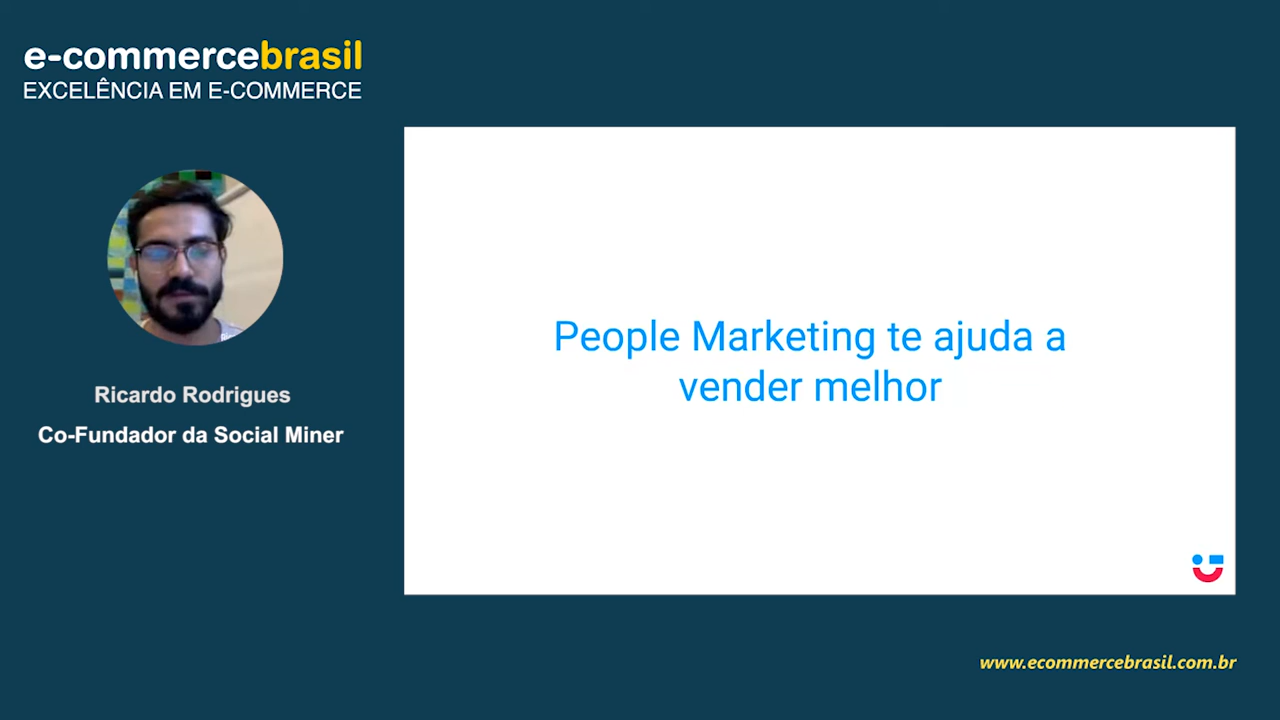 e-commercebrasil
EXCELÊNCIA EM E-COMMERCE
Ricardo Rodrigues
Co-Fundador da Social Miner
People Marketing te ajuda a
vender melhor
www.ecommercebrasil.com.br